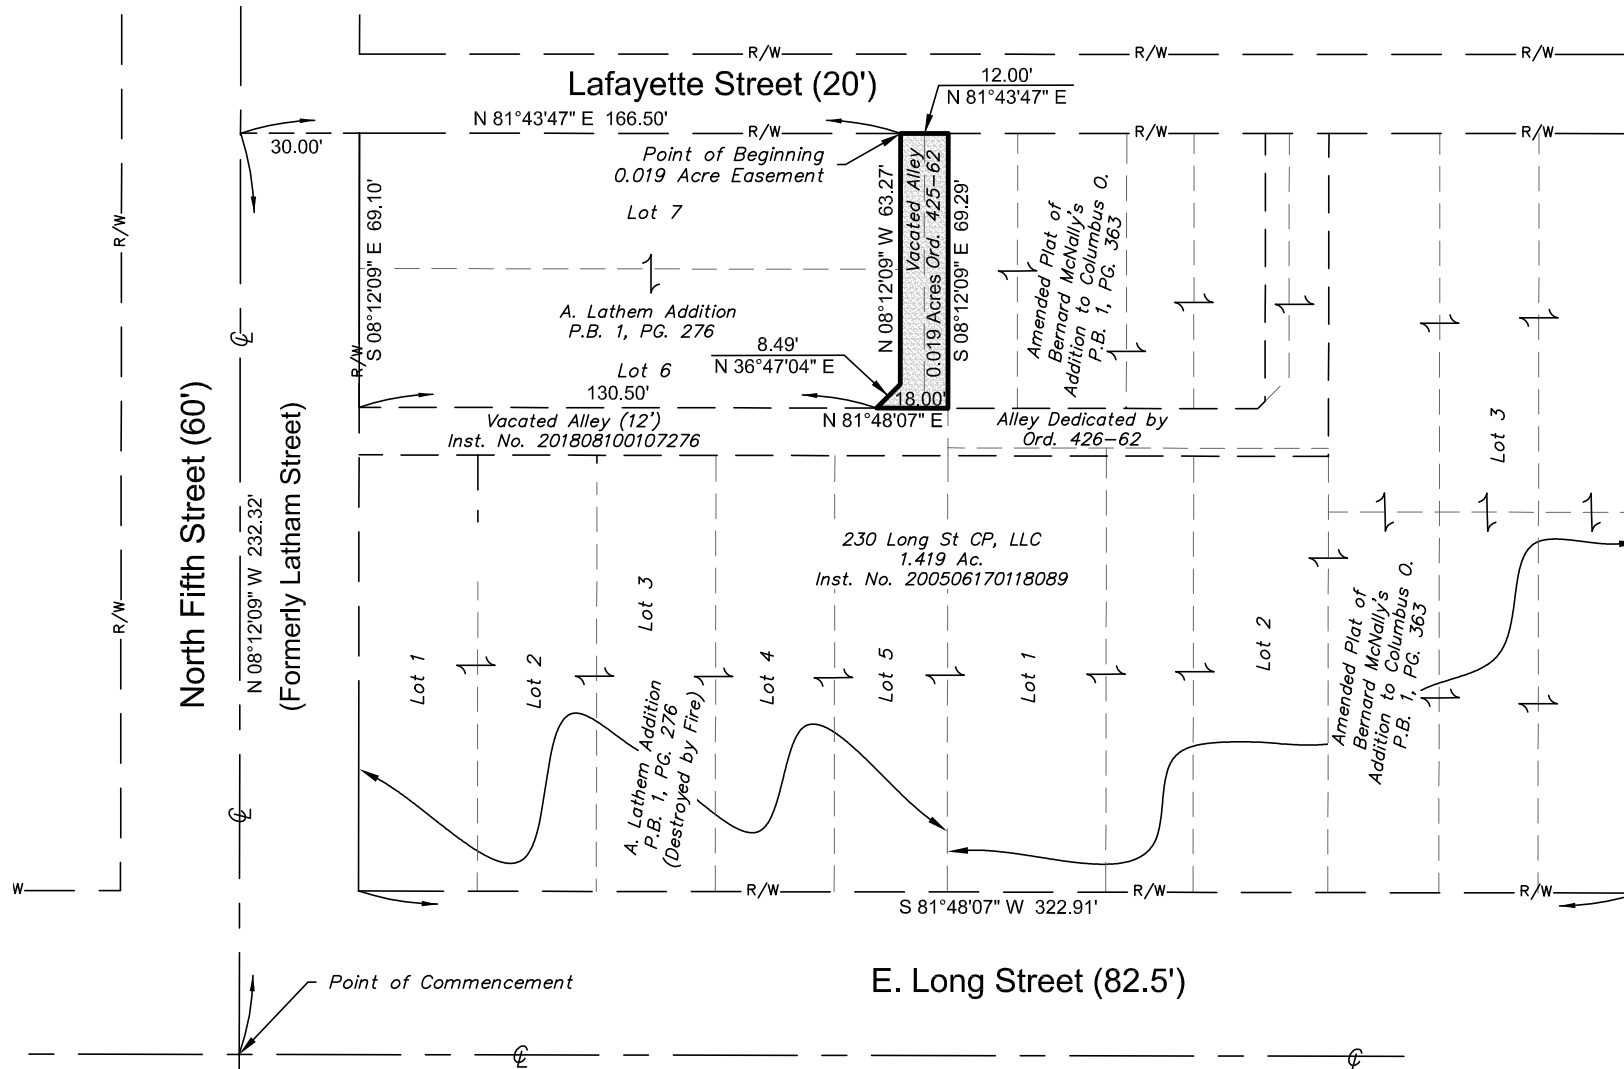 R/W
R/W
R/W
Lafayette Street (20')
12.00'
N 81°43'47" E
N 81°43'47" E 166.50'
R/W
R/W
R/W
30.00'
Point of Beginning
0.019 Acre Easement
Lot 7
S 08°12'09" E 69.10'
R/W
N 08°12'09" W 63.27'
Vacated Alley
Ord. 425-62
0.019 Acres
S 08°12'09" E 69.29'
Amended Plat of
Bernard McNally's
Addition to Columbus O.
P.B. 1, PG. 363
A. Lathem Addition
P.B. 1, PG. 276
8.49'
N 36°47'04" E
Lot 6
130.50'
18.00'
N 81°48'07" E
Vacated Alley (12')
Inst. No. 201808100107276
Alley Dedicated by
Ord. 426-62
R/W
R/W
North Fifth Street (60')
N 08°12'09" W 232.32'
(Formerly Latham Street)
℄
℄
Lot 3
230 Long St CP, LLC
1.419 Ac.
Inst. No. 200506170118089
Lot 1
Lot 2
Lot 3
Lot 4
Lot 5
Lot 1
Lot 2
A. Lathem Addition
P.B. 1, PG. 276
(Destroyed by Fire)
Amended Plat of
Bernard McNally's
Addition to Columbus O.
P.B. 1, PG. 363
W
R/W
R/W
R/W
S 81°48'07" W 322.91'
Point of Commencement
E. Long Street (82.5')
℄
℄